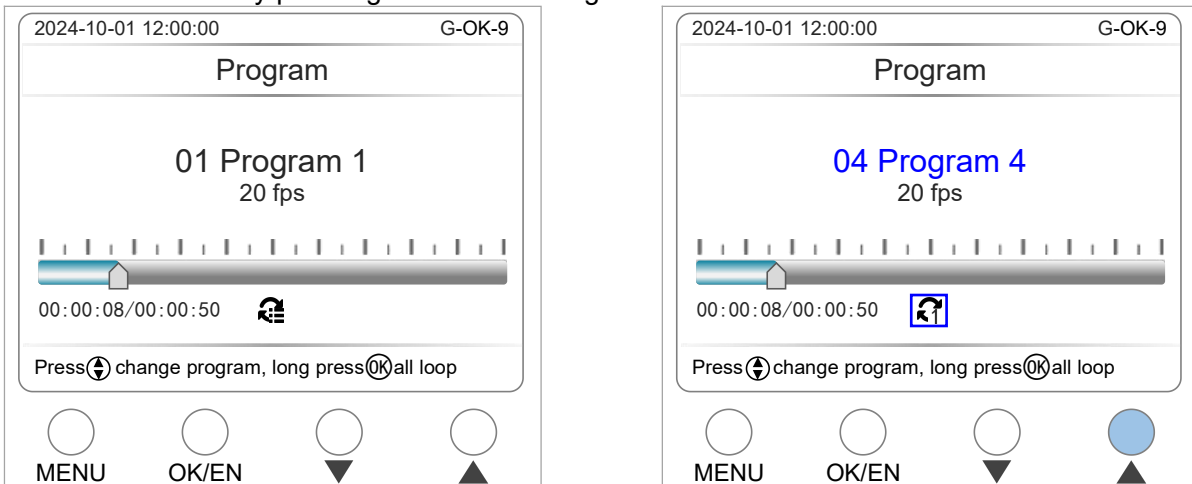 2024-10-01 12:00:00 G-OK-9
Program
01 Program 1
20 fps
00:00:08/00:00:50
Press change program, long press OK all loop
MENU OK/EN
2024-10-01 12:00:00 G-OK-9
Program
04 Program 4
20 fps
00:00:08/00:00:50 1
Press change program, long press OK all loop
MENU OK/EN